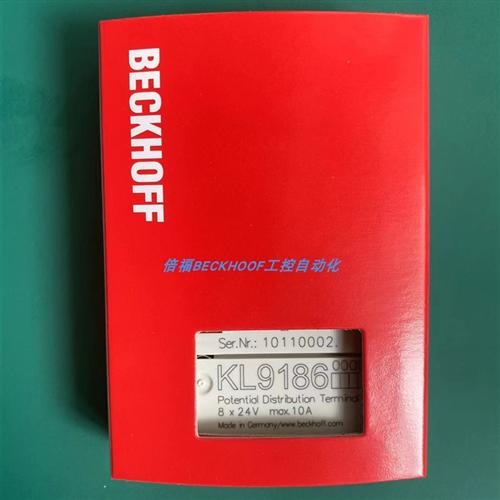 BECKHOFF
倍福BECKHOOF工控自动化
Ser.Nr.: 10110002.
KL9186
000
Potential Distribution Terminal
8 x 24V max.10A
Made in Germany/www.beckhoff.com